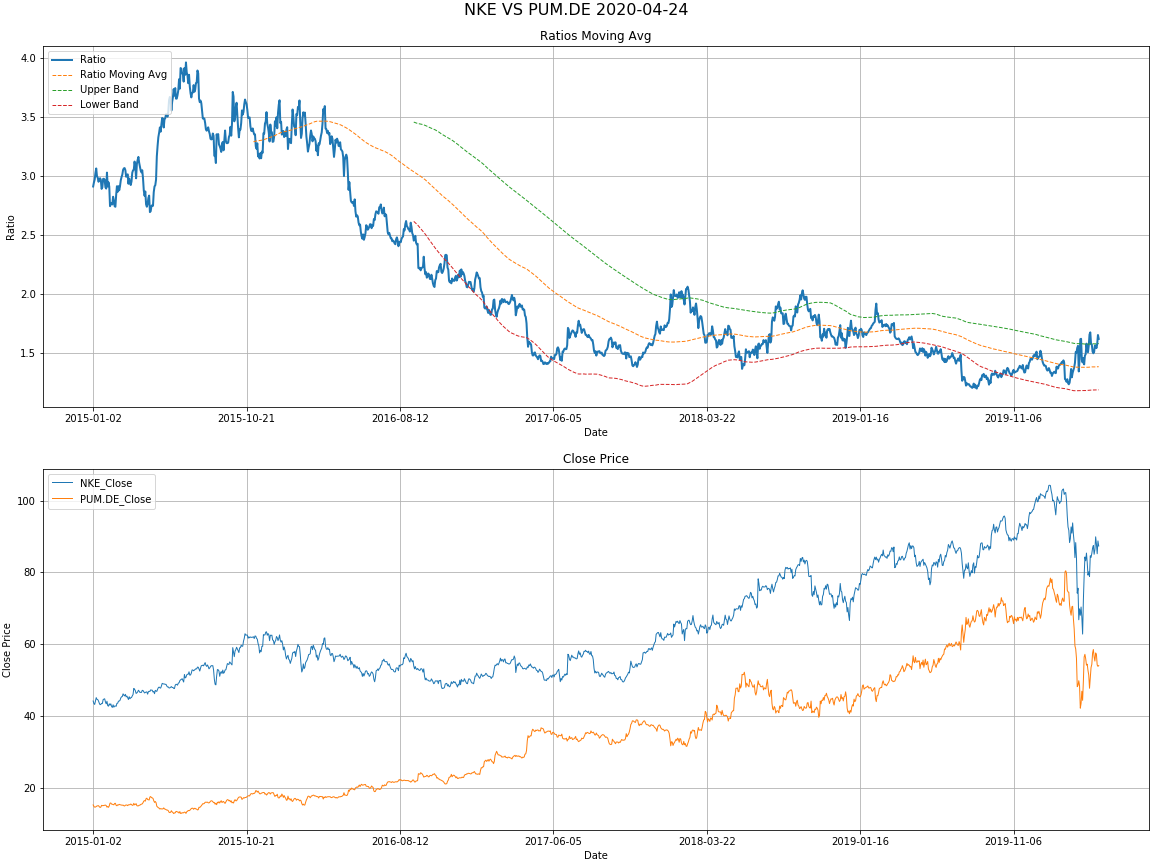 NKE VS PUM.DE 2020-04-24
Ratios Moving Avg
Ratio
Ratio Moving Avg
Upper Band
Lower Band
4.0
3.5
3.0
2.5
2.0
1.5
Ratio
2015-01-02 2015-10-21 2016-08-12 2017-06-05 2018-03-22 2019-01-16 2019-11-06
Date
Close Price
NKE_Close
PUM.DE_Close
100
80
60
40
20
Close Price
2015-01-02 2015-10-21 2016-08-12 2017-06-05 2018-03-22 2019-01-16 2019-11-06
Date